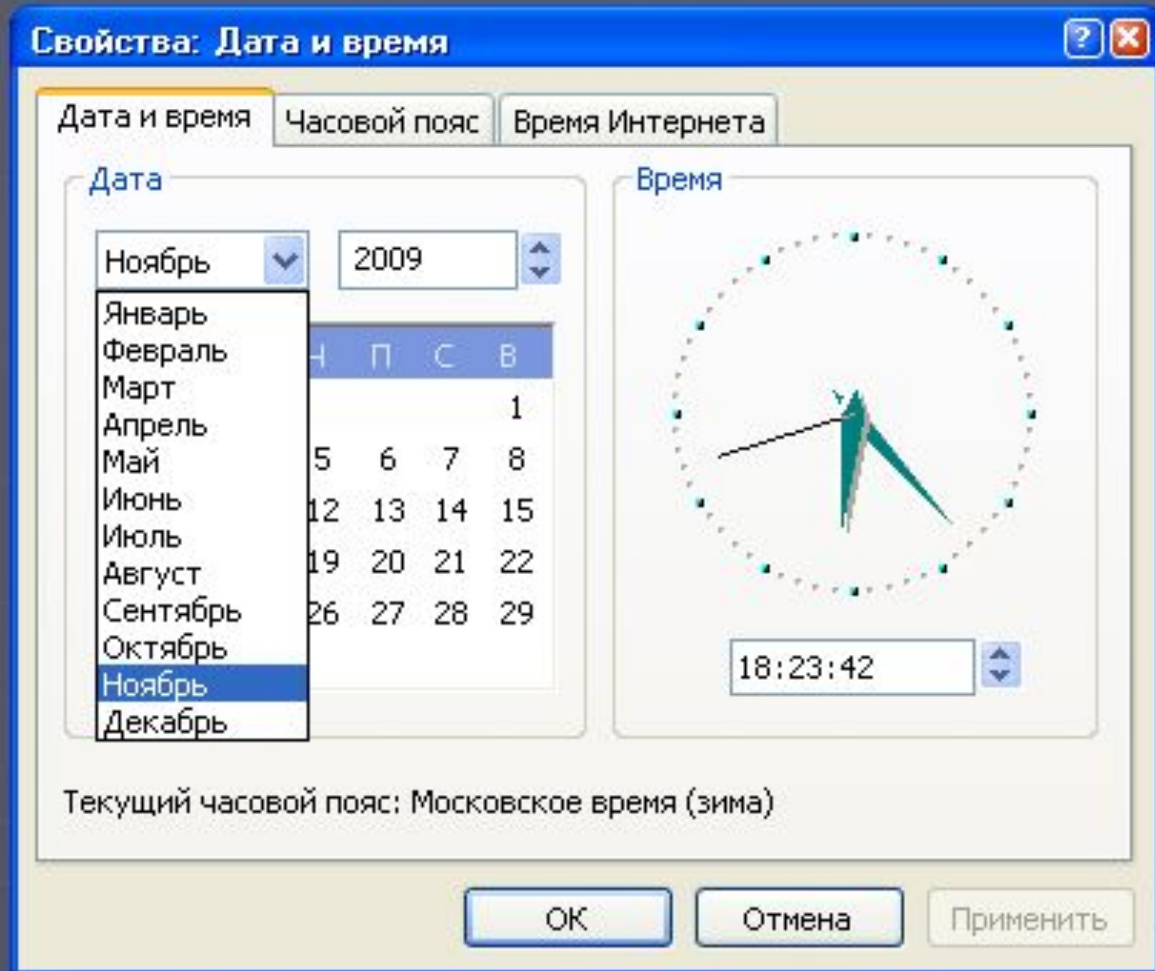 Свойства: Дата и время
Дата и время Часовой пояс Время Интернета
Дата
Ноябрь 2009
Январь
Февраль
Март
Апрель
Май
Июнь
Июль
Август
Сентябрь
Октябрь
Ноябрь
Декабрь
П С В
1
5 6 7 8
12 13 14 15
19 20 21 22
26 27 28 29
Время
18:23:42
Текущий часовой пояс: Московское время (зима)
ОК Отмена Применить